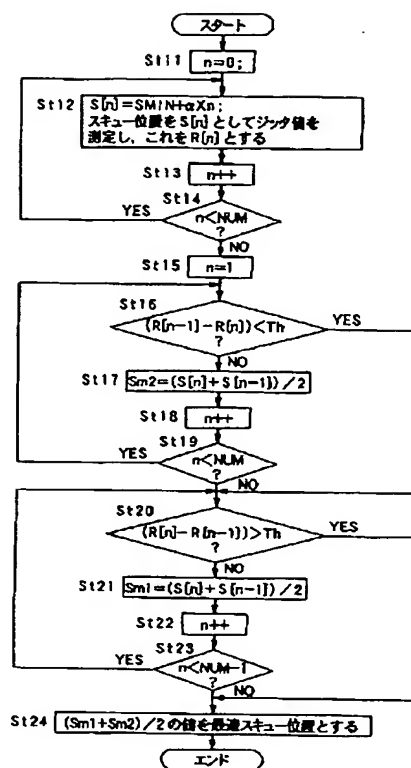 スタート
St11
n=0;
St12
S[n]=SMIN+αXn;
スキュー位置をS[n]としてジッタ値を
測定し、これをR[n]とする
St13
n++
St14
YES
n<NUM
?
NO
St15
n=1
St16
(R[n-1]-R[n])<Th
?
YES
NO
St17
Sm2=(S[n]+S[n-1])/2
St18
n++
St19
YES
n<NUM
?
NO
St20
(R[n]-R[n-1])>Th
?
YES
NO
St21
Sm1=(S[n]+S[n-1])/2
St22
n++
St23
YES
n<NUM-1
?
NO
St24
(Sm1+Sm2)/2の値を最適スキュー位置とする
エンド